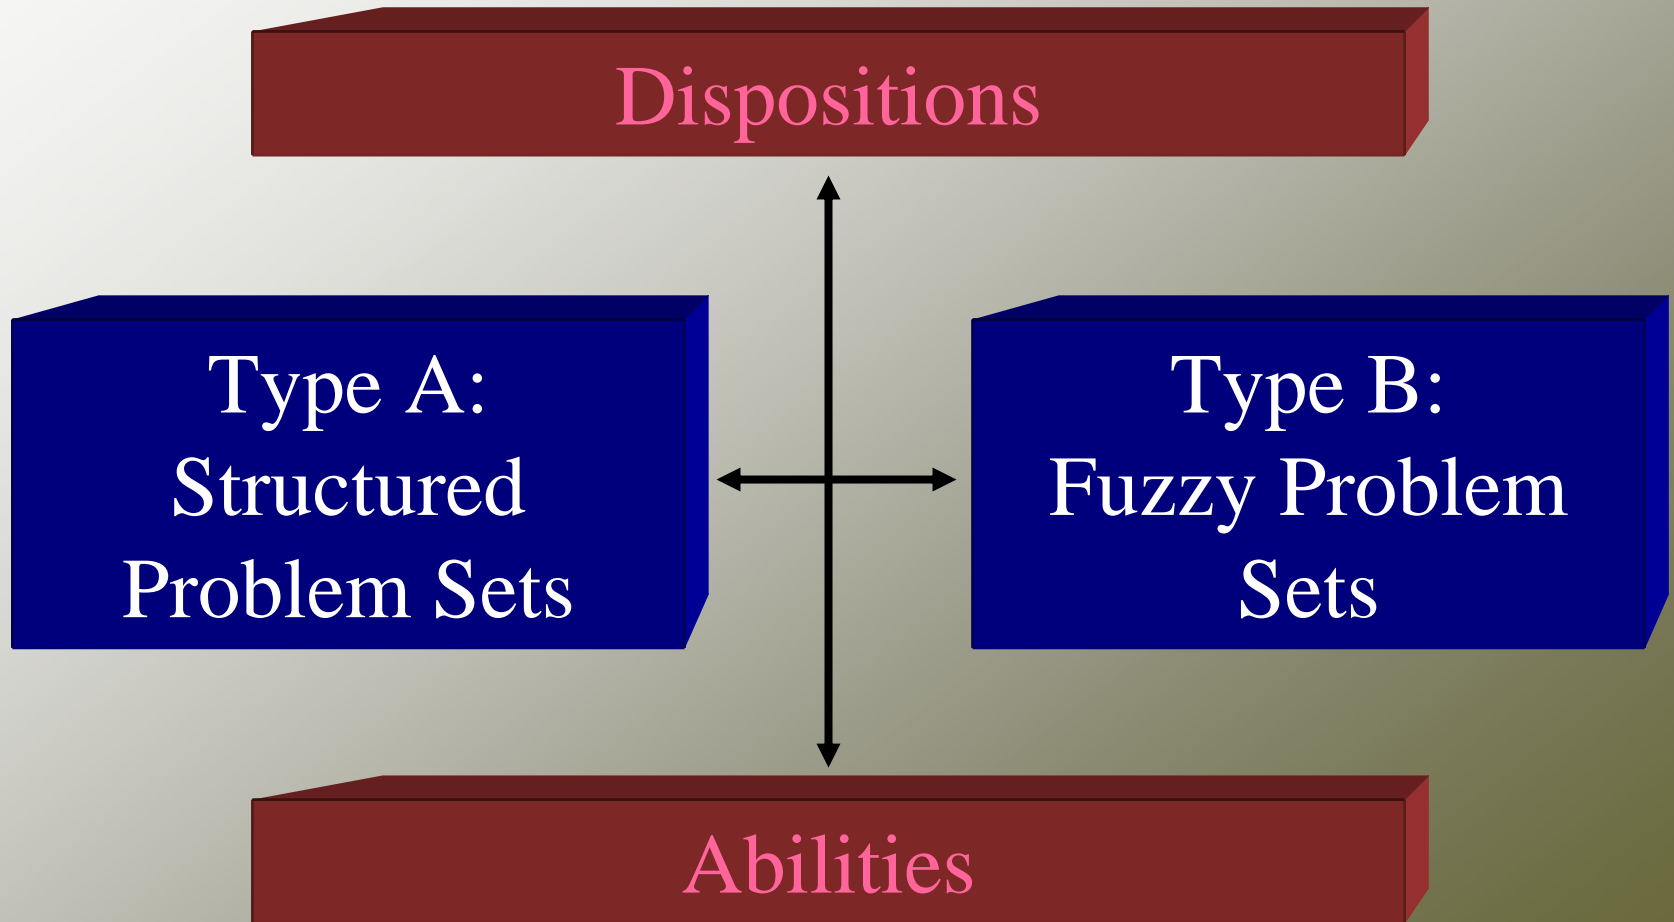 Dispositions
Type A:
Structured
Problem Sets
Type B:
Fuzzy Problem
Sets
Abilities